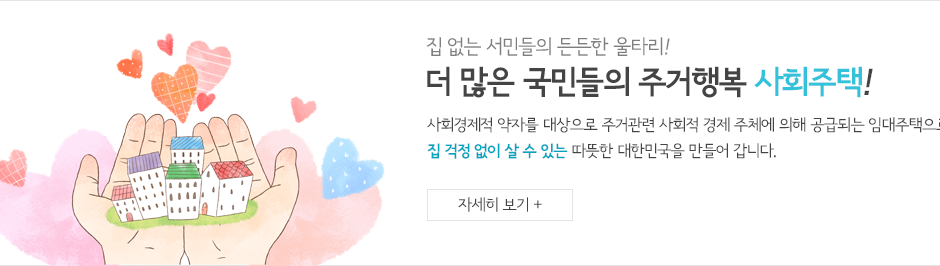 집 없는 서민들의 든든한 울타리!
더 많은 국민들의 주거행복 사회주택!
사회경제적 약자를 대상으로 주거관련 사회적 경제 주체에 의해 공급되는 임대주택으로
집 걱정 없이 살 수 있는 따뜻한 대한민국을 만들어 갑니다.
자세히 보기 +